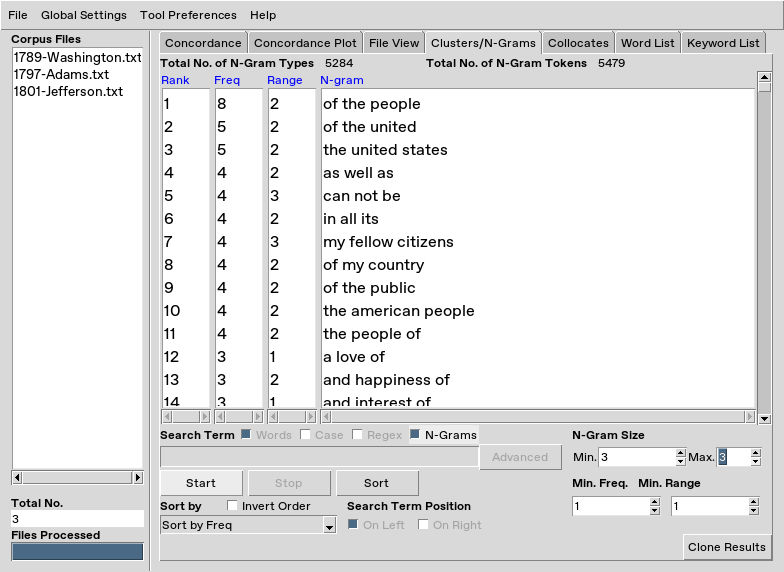 File Global Settings Tool Preferences Help
Corpus Files
1789-Washington.txt
1797-Adams.txt
1801-Jefferson.txt
Total No.
3
Files Processed
Concordance Concordance Plot File View Clusters/N-Grams Collocates Word List Keyword List
Total No. of N-Gram Types 5284 Total No. of N-Gram Tokens 5479
Rank Freq Range N-gram
1 8 2 of the people
2 5 2 of the united
3 5 2 the united states
4 4 2 as well as
5 4 3 can not be
6 4 2 in all its
7 4 3 my fellow citizens
8 4 2 of my country
9 4 2 of the public
10 4 2 the american people
11 4 2 the people of
12 3 1 a love of
13 3 2 and happiness of
14 3 1 and interest of
Search Term Words Case Regex N-Grams N-Gram Size
Advanced Min. 3 Max. 3
Start Stop Sort Min. Freq. Min. Range
Sort by Invert Order Search Term Position 1 1
Sort by Freq On Left On Right
Clone Results